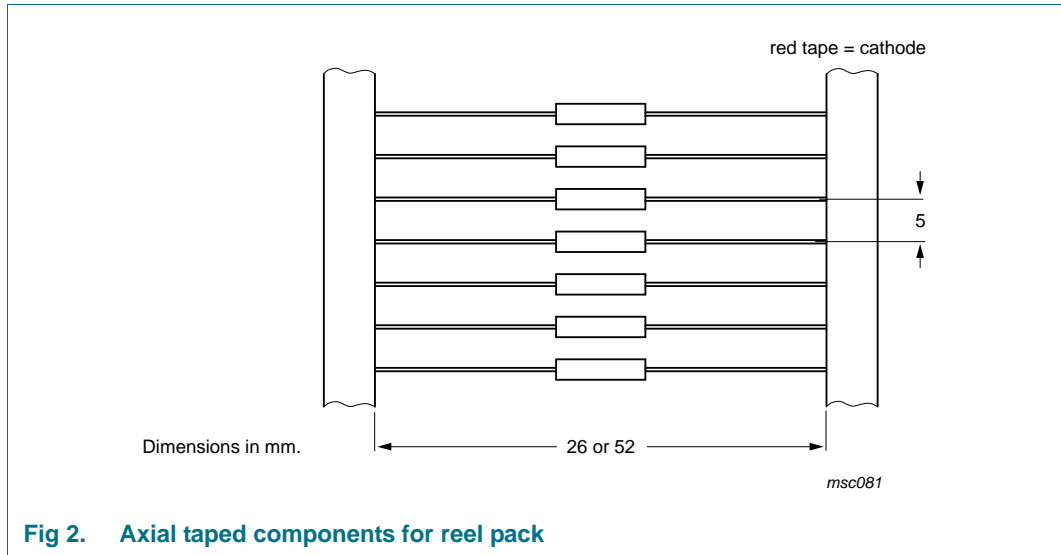 red tape = cathode
5
Dimensions in mm.
26 or 52
msc081
Fig 2. Axial taped components for reel pack